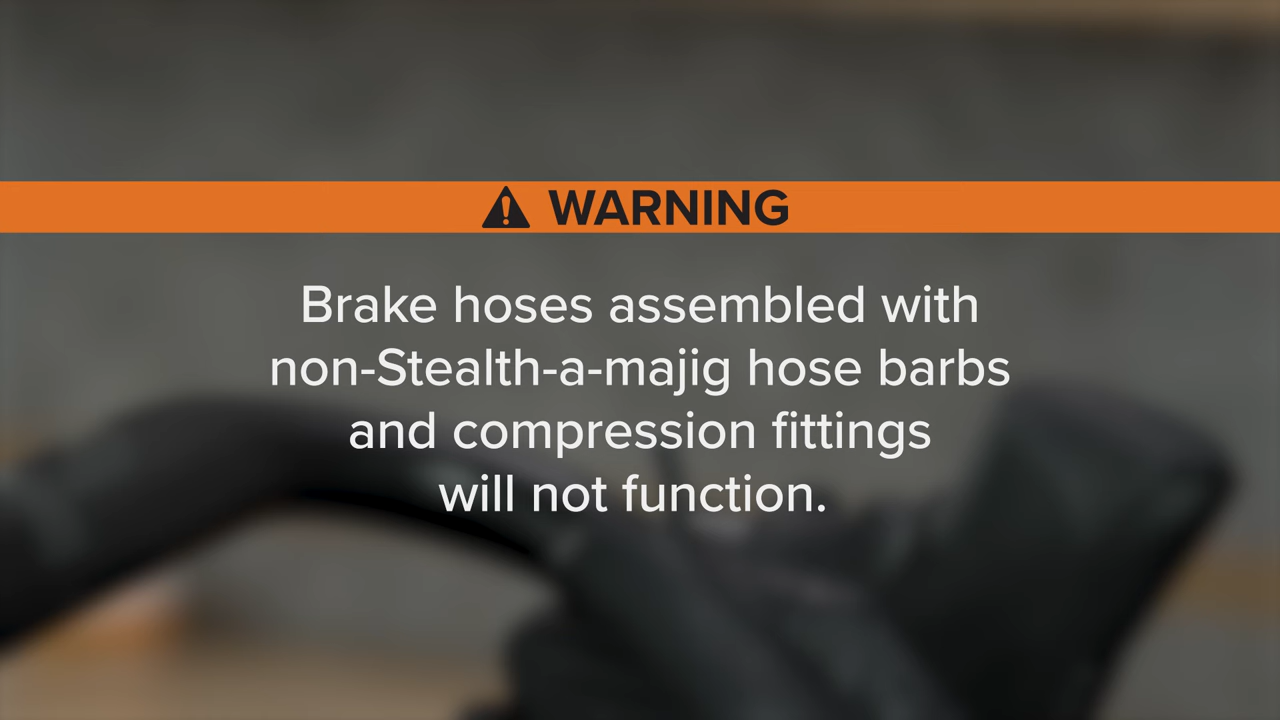 WARNING
Brake hoses assembled with
non-Stealth-a-majig hose barbs
and compression fittings
will not function.